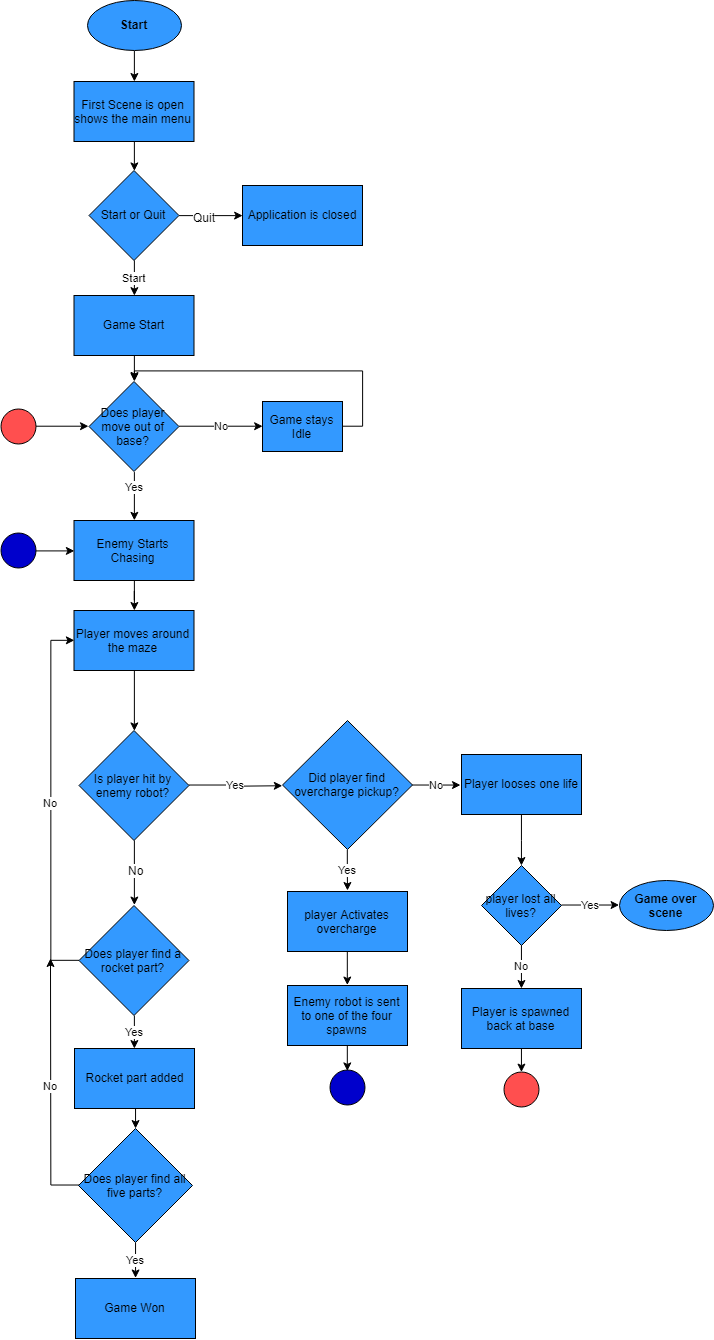 Start
First Scene is open
shows the main menu
Start or Quit
Quit
Application is closed
Start
Game Start
Does player
move out of
base?
No
Game stays
Idle
Yes
Enemy Starts
Chasing
Player moves around
the maze
Is player hit by
enemy robot?
Yes
Did player find
overcharge pickup?
No
Player looses one life
No
No
Yes
player lost all
lives?
Yes
Game over
scene
player Activates
overcharge
Does player find a
rocket part?
No
Enemy robot is sent
to one of the four
spawns
Player is spawned
back at base
Yes
Rocket part added
No
Does player find all
five parts?
Yes
Game Won